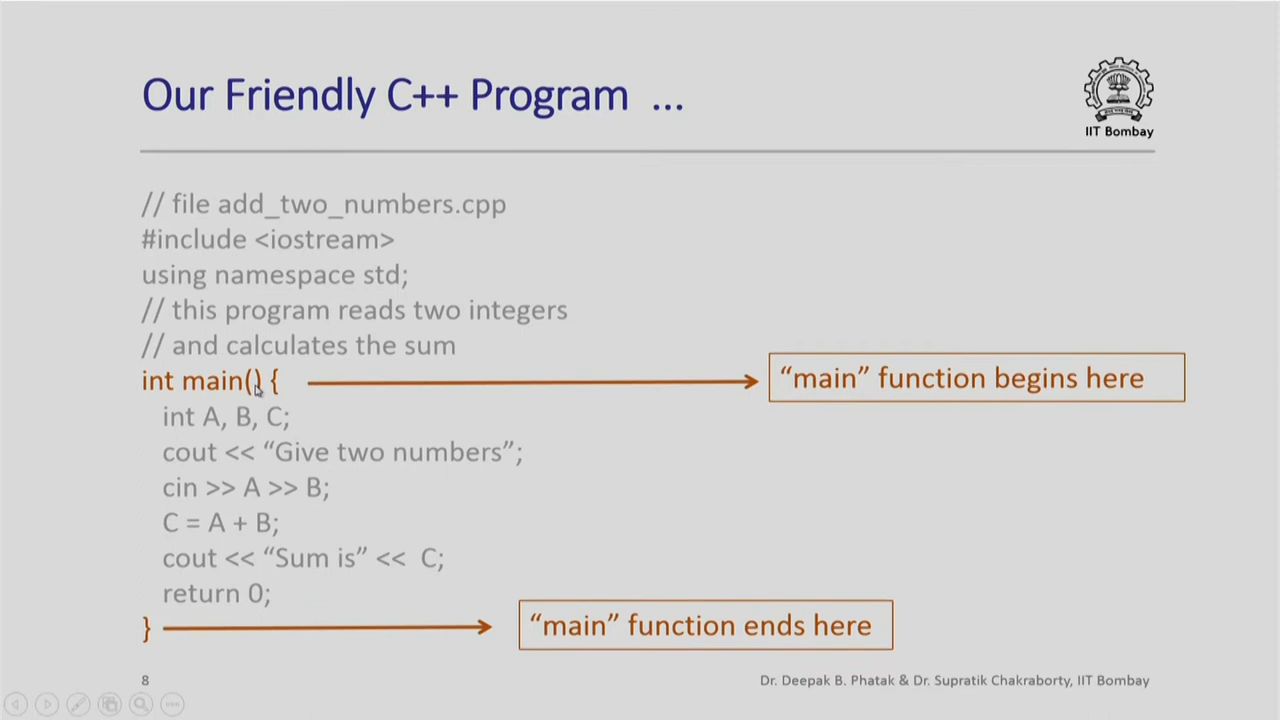 Our Friendly C++ Program ...
IIT Bombay
// file add_two_numbers.cpp
#include <iostream>
using namespace std;
// this program reads two integers
// and calculates the sum
int main() {
“main” function begins here
int A, B, C;
cout << “Give two numbers”;
cin >> A >> B;
C = A + B;
cout << “Sum is” << C;
return 0;
}
“main” function ends here
8
Dr. Deepak B. Phatak & Dr. Supratik Chakraborty, IIT Bombay